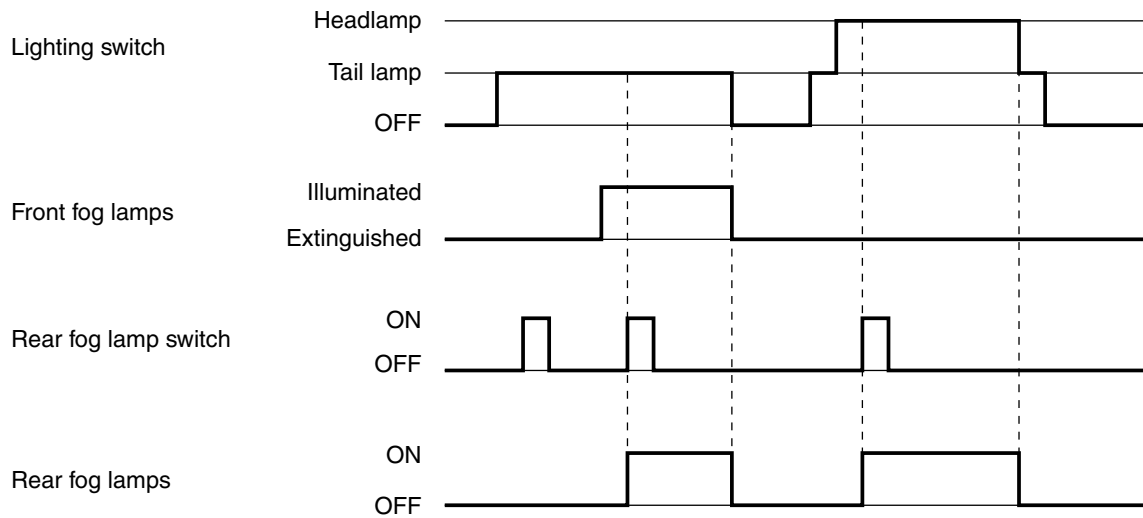 Lighting switch
Headlamp
Tail lamp
OFF
Front fog lamps
Illuminated
Extinguished
Rear fog lamp switch
ON
OFF
Rear fog lamps
ON
OFF